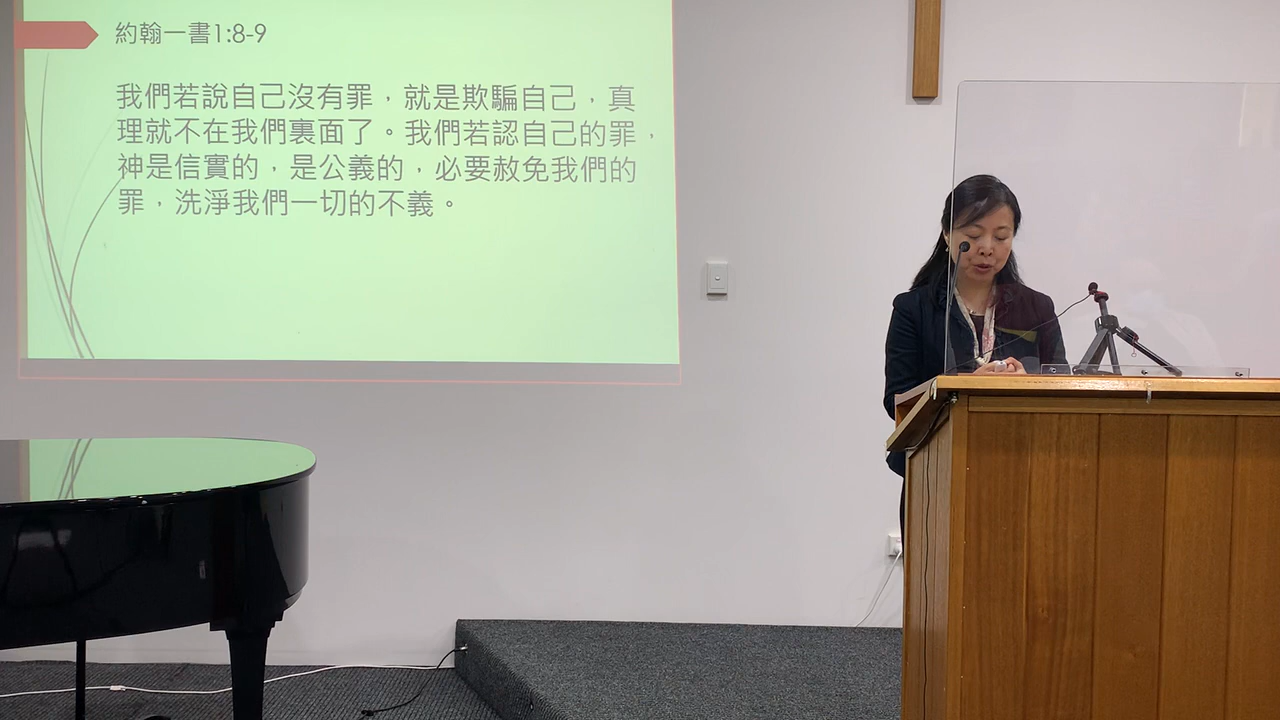 約翰一書1:8-9
我們若說自己沒有罪，就是欺騙自己，真
理就不在我們裏面了。我們若認自己的罪，
神是信實的，是公義的，必要赦免我們的
罪，洗淨我們一切的不義。